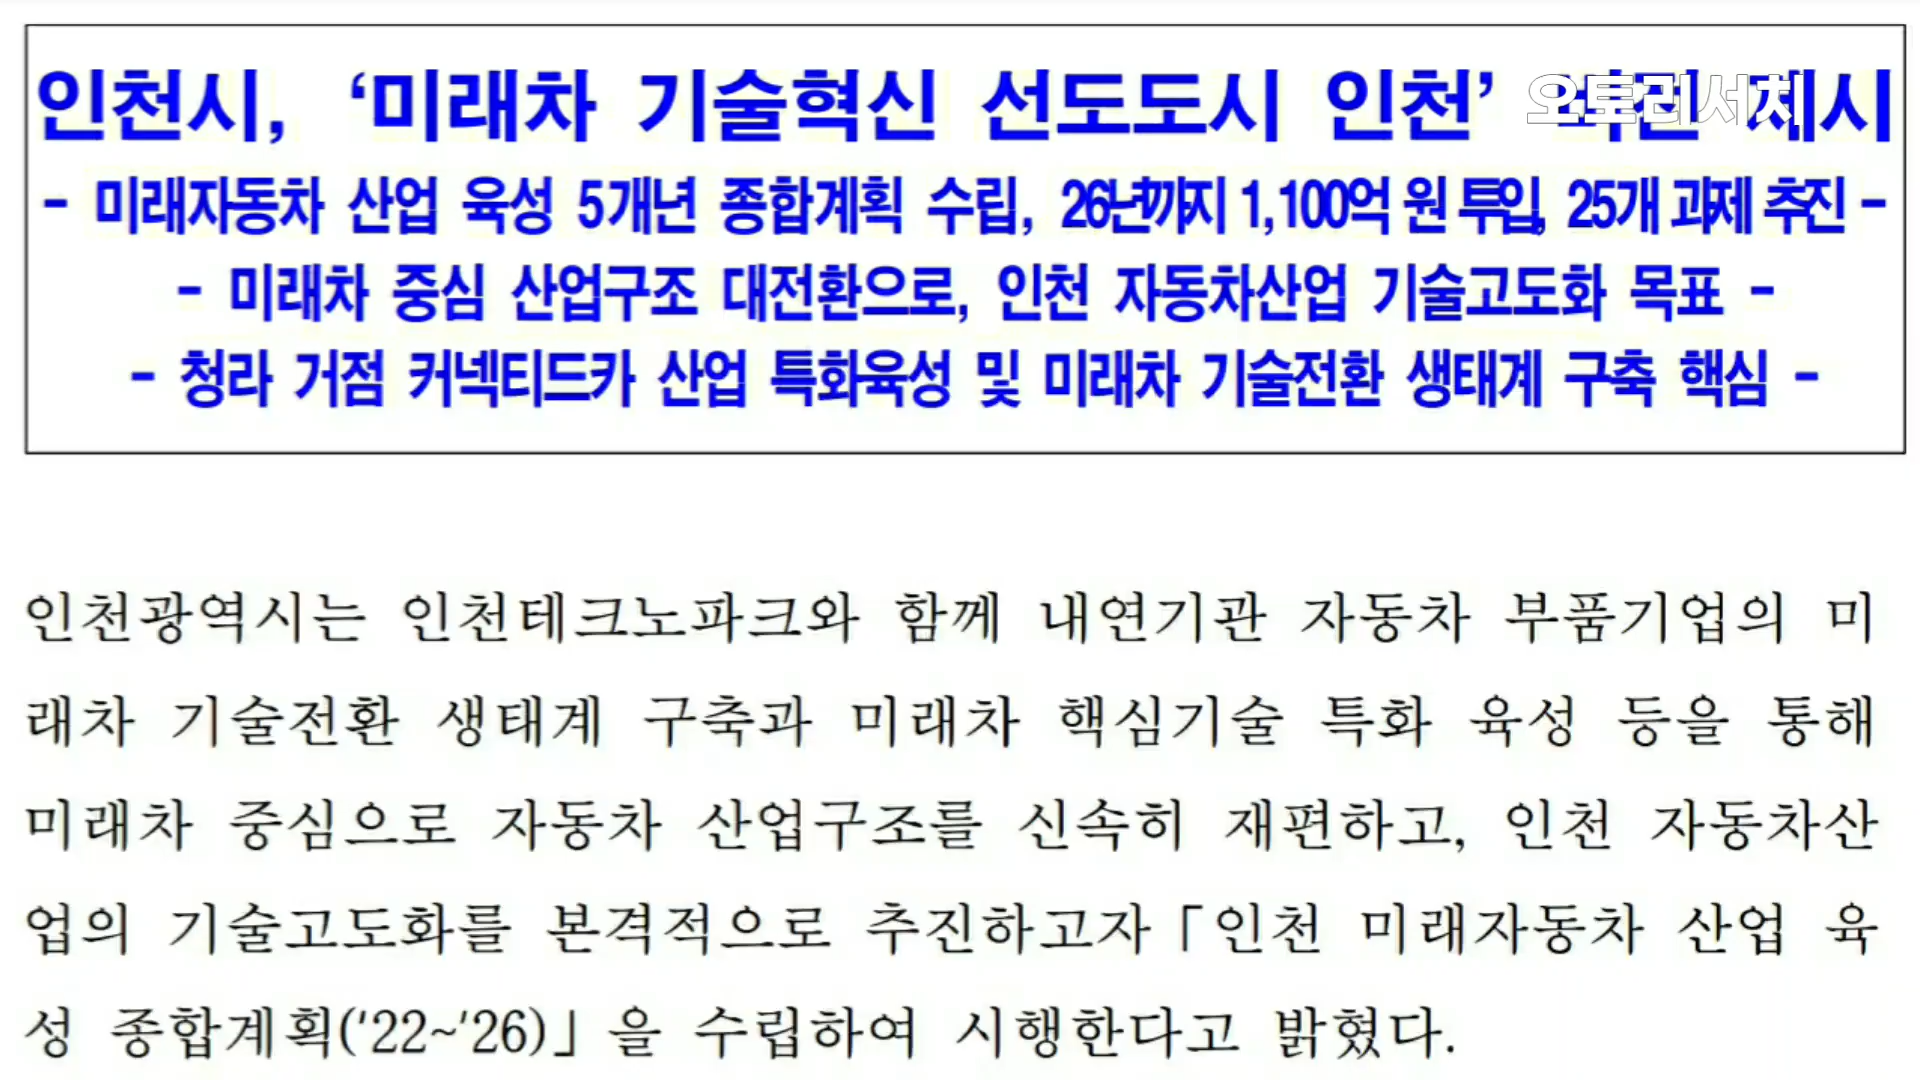 인천시, ‘미래차 기술혁신 선도도시 인천’ 비전 제시
오토리서치
- 미래자동차 산업 육성 5개년 종합계획 수립, 26년까지 1,100억 원 투입, 25개 과제 추진 -
- 미래차 중심 산업구조 대전환으로, 인천 자동차산업 기술고도화 목표 -
- 청라 거점 커넥티드카 산업 특화육성 및 미래차 기술전환 생태계 구축 핵심 -
인천광역시는 인천테크노파크와 함께 내연기관 자동차 부품기업의 미
래차 기술전환 생태계 구축과 미래차 핵심기술 특화 육성 등을 통해
미래차 중심으로 자동차 산업구조를 신속히 재편하고, 인천 자동차산
업의 기술고도화를 본격적으로 추진하고자「인천 미래자동차 산업 육
성 종합계획('22~'26)」을 수립하여 시행한다고 밝혔다.